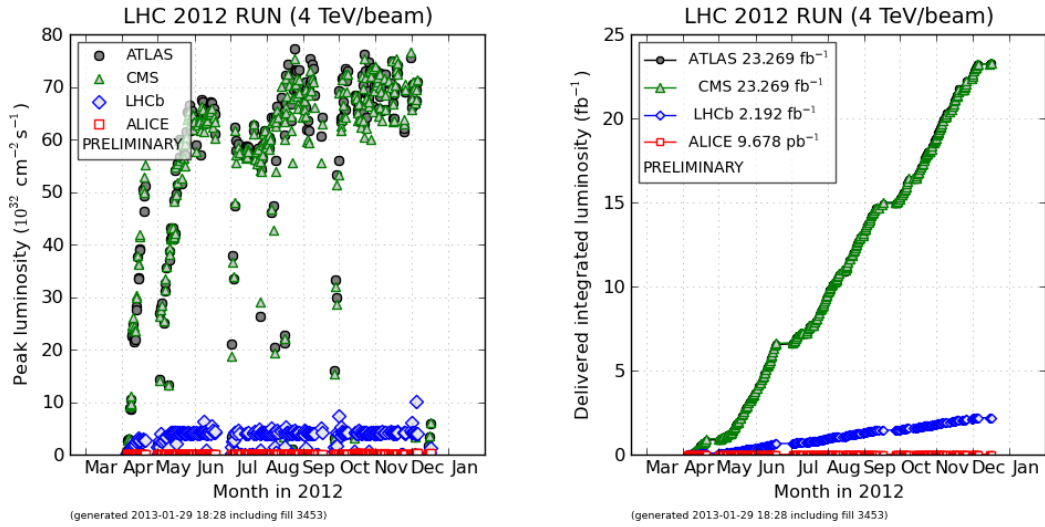 LHC 2012 RUN (4 TeV/beam)
80
70
60
50
40
30
20
10
0
Peak luminosity (10³² cm⁻² s⁻¹)
ATLAS
CMS
LHCb
ALICE
PRELIMINARY
Mar Apr May Jun Jul Aug Sep Oct Nov Dec Jan
Month in 2012
(generated 2013-01-29 18:28 including fill 3453)
LHC 2012 RUN (4 TeV/beam)
25
20
15
10
5
0
Delivered integrated luminosity (fb⁻¹)
ATLAS 23.269 fb⁻¹
CMS 23.269 fb⁻¹
LHCb 2.192 fb⁻¹
ALICE 9.678 pb⁻¹
PRELIMINARY
Mar Apr May Jun Jul Aug Sep Oct Nov Dec Jan
Month in 2012
(generated 2013-01-29 18:28 including fill 3453)